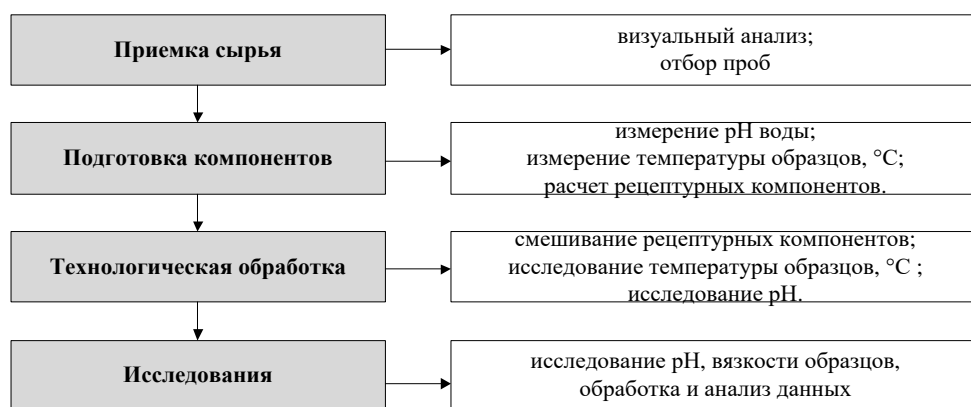 Приемка сырья
визуальный анализ;
отбор проб
Подготовка компонентов
измерение pH воды;
измерение температуры образцов, °C;
расчет рецептурных компонентов.
Технологическая обработка
смешивание рецептурных компонентов;
исследование температуры образцов, °C ;
исследование pH.
Исследования
исследование pH, вязкости образцов,
обработка и анализ данных